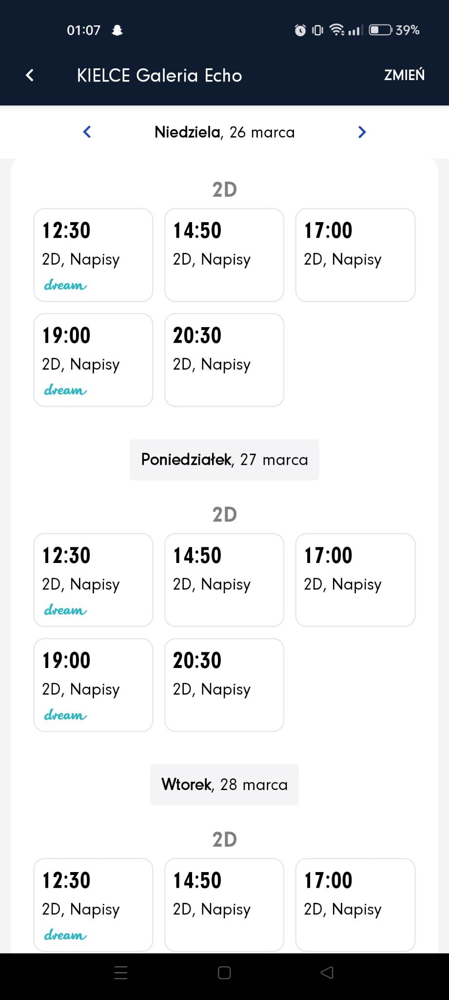 01:07 39%
KIELCE Galeria Echo ZMIEŃ
Niedziela, 26 marca
2D
12:30 14:50 17:00
2D, Napisy 2D, Napisy 2D, Napisy
dream
19:00 20:30
2D, Napisy 2D, Napisy
dream
Poniedziałek, 27 marca
2D
12:30 14:50 17:00
2D, Napisy 2D, Napisy 2D, Napisy
dream
19:00 20:30
2D, Napisy 2D, Napisy
dream
Wtorek, 28 marca
2D
12:30 14:50 17:00
2D, Napisy 2D, Napisy 2D, Napisy
dream